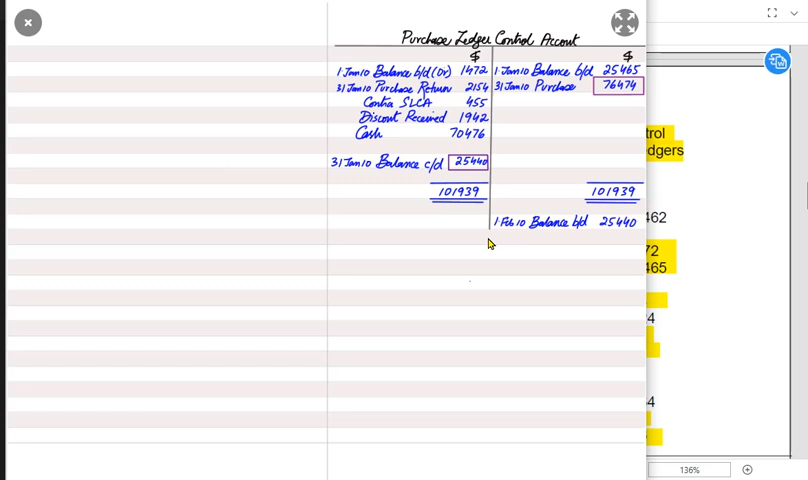 Purchase Ledger Control Account
$ $
1 Jan 10 Balance b/d (Dr) 1472 1 Jan 10 Balance b/d 25465
31 Jan 10 Purchase Return 2154 31 Jan 10 Purchase 76474
Contra SLCA 455
Discount Received 1942
Cash 70476
31 Jan 10 Balance c/d 25440
101939 101939
1 Feb 10 Balance b/d 25440
trol
dgers
462
72
465
4
4
136%